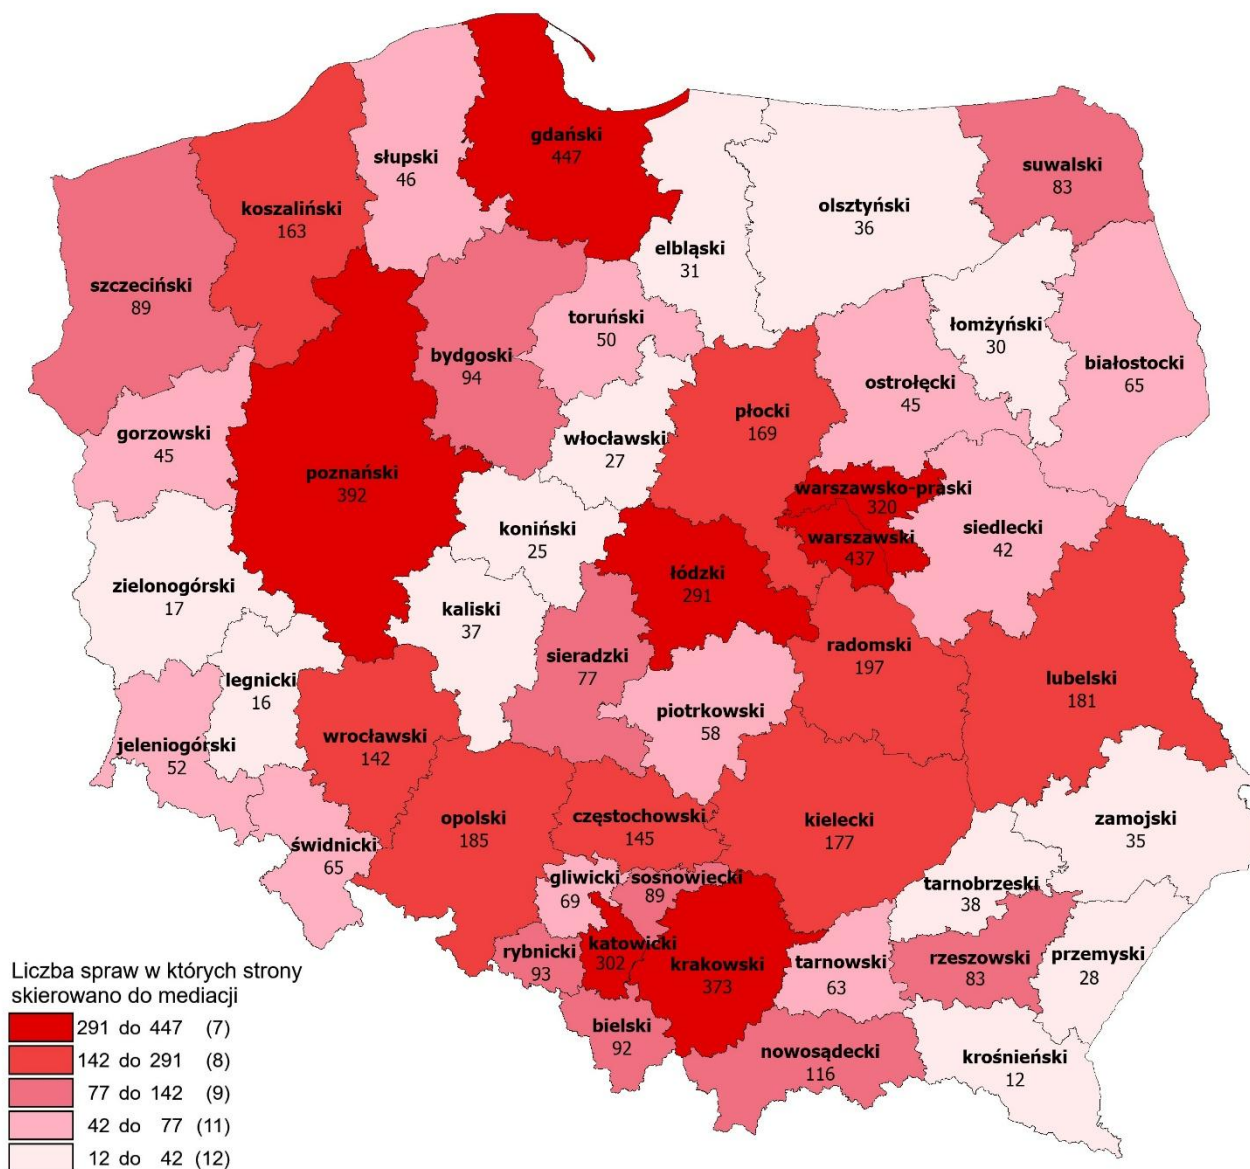 gdański
447
słupski
46
suwalski
83
koszaliński
163
olsztyński
36
elbląski
31
szczeciński
89
toruński
50
łomżyński
30
bydgoski
94
białostocki
65
ostrołęcki
45
płocki
169
gorzowski
45
włocławski
27
poznański
392
warszawsko-praski
320
koniński
25
siedlecki
42
warszawski
437
łódzki
291
zielonogórski
17
kaliski
37
radomski
197
sieradzki
77
legnicki
16
lubelski
181
piotrkowski
58
wrocławski
142
jeleniogórski
52
opolski
185
częstochowski
145
kielecki
177
zamojski
35
świdnicki
65
gliwicki
69
sosnowiecki
89
tarnobrzeski
38
rybnicki
93
katowicki
302
krakowski
373
tarnowski
63
rzeszowski
83
przemyski
28
bielski
92
nowosądecki
116
krośnieński
12
Liczba spraw w których strony
skierowano do mediacji
291 do 447 (7)
142 do 291 (8)
77 do 142 (9)
42 do 77 (11)
12 do 42 (12)